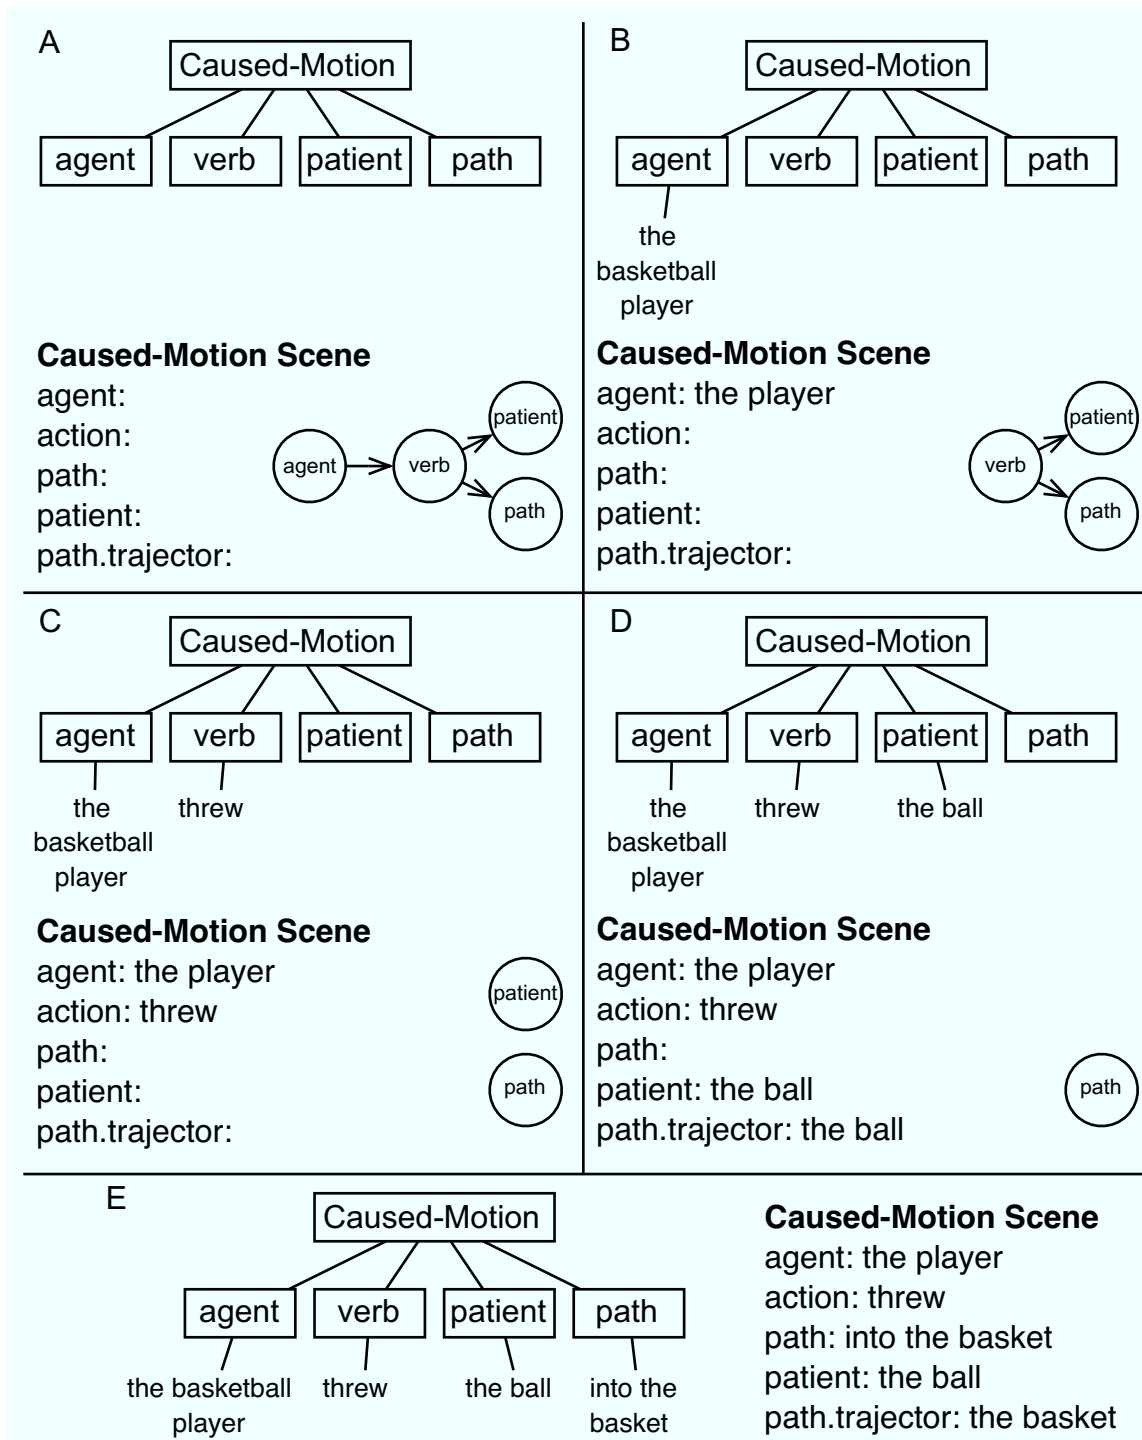 A
Caused-Motion
agent verb patient path
Caused-Motion Scene
agent:
action:
path:
patient:
path.trajector:
agent verb patient path
B
Caused-Motion
agent verb patient path
the
basketball
player
Caused-Motion Scene
agent: the player
action:
path:
patient:
path.trajector:
verb patient path
C
Caused-Motion
agent verb patient path
the threw
basketball
player
Caused-Motion Scene
agent: the player
action: threw
path:
patient:
path.trajector:
patient
path
D
Caused-Motion
agent verb patient path
the threw the ball
basketball
player
Caused-Motion Scene
agent: the player
action: threw
path:
patient: the ball
path.trajector: the ball
path
E
Caused-Motion
agent verb patient path
the basketball threw the ball into the
player basket
Caused-Motion Scene
agent: the player
action: threw
path: into the basket
patient: the ball
path.trajector: the basket